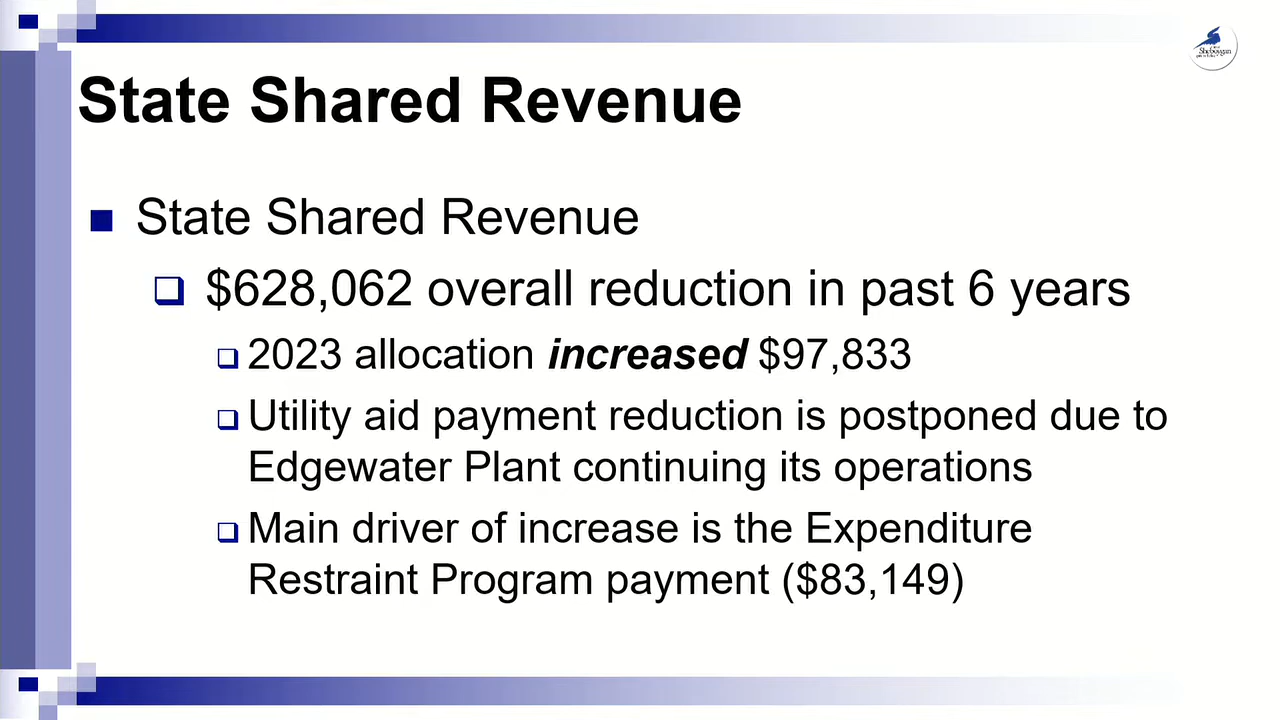 Sheboygan
State Shared Revenue
State Shared Revenue
$628,062 overall reduction in past 6 years
2023 allocation increased $97,833
Utility aid payment reduction is postponed due to
Edgewater Plant continuing its operations
Main driver of increase is the Expenditure
Restraint Program payment ($83,149)